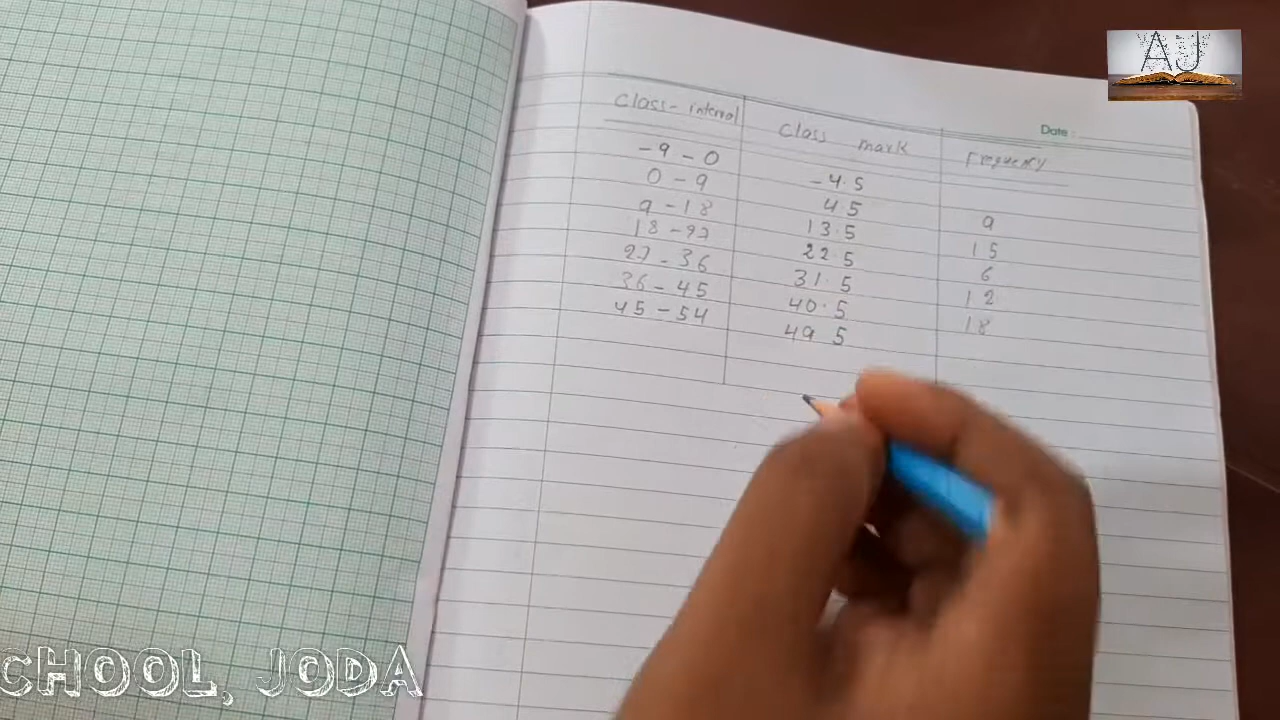 AJ
Date:
Class-interval Class mark Frequency
-9 - 0 -4.5
0 - 9 4.5 9
9 - 18 13.5 15
18 - 27 22.5 6
27 - 36 31.5 12
36 - 45 40.5 18
45 - 54 49.5
CHOOL, JODA